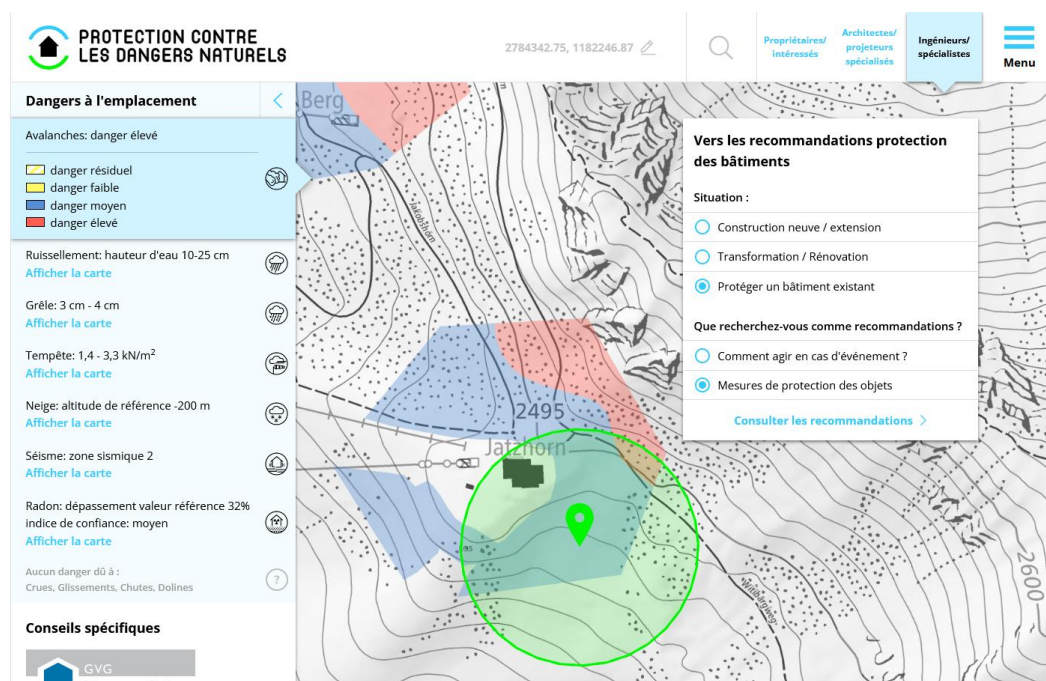 PROTECTION CONTRE
LES DANGERS NATURELS
2784342.75, 1182246.87
Propriétaires/
intéressés
Architectes/
projeteurs
spécialisés
Ingénieurs/
spécialistes
Menu
Dangers à l'emplacement
Avalanches: danger élevé
danger résiduel
danger faible
danger moyen
danger élevé
Ruissellement: hauteur d'eau 10-25 cm
Afficher la carte
Grêle: 3 cm - 4 cm
Afficher la carte
Tempête: 1,4 - 3,3 kN/m²
Afficher la carte
Neige: altitude de référence -200 m
Afficher la carte
Séisme: zone sismique 2
Afficher la carte
Radon: dépassement valeur référence 32%
indice de confiance: moyen
Afficher la carte
Aucun danger dû à :
Crues, Glissements, Chutes, Dolines
?
Conseils spécifiques
GVG
Berg
Jakobshorn
2495
Jatzhorn
Witibärgweg
2600
Vers les recommandations protection
des bâtiments
Situation :
Construction neuve / extension
Transformation / Rénovation
Protéger un bâtiment existant
Que recherchez-vous comme recommandations ?
Comment agir en cas d'événement ?
Mesures de protection des objets
Consulter les recommandations